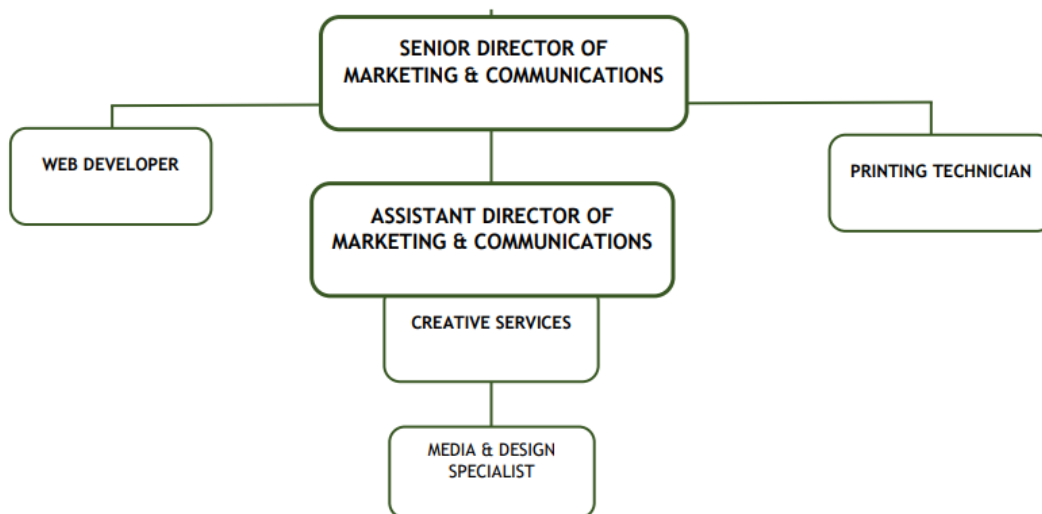 SENIOR DIRECTOR OF
MARKETING & COMMUNICATIONS
WEB DEVELOPER
PRINTING TECHNICIAN
ASSISTANT DIRECTOR OF
MARKETING & COMMUNICATIONS
CREATIVE SERVICES
MEDIA & DESIGN
SPECIALIST